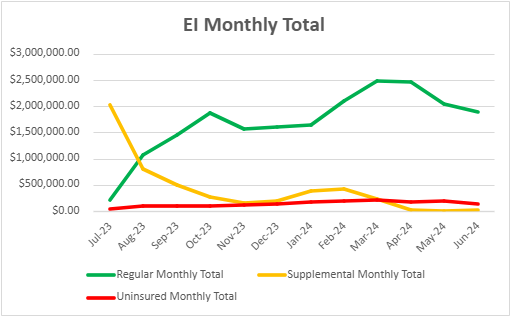 EI Monthly Total
$3,000,000.00
$2,500,000.00
$2,000,000.00
$1,500,000.00
$1,000,000.00
$500,000.00
$0.00
Jul-23 Aug-23 Sep-23 Oct-23 Nov-23 Dec-23 Jan-24 Feb-24 Mar-24 Apr-24 May-24 Jun-24
Regular Monthly Total Supplemental Monthly Total
Uninsured Monthly Total